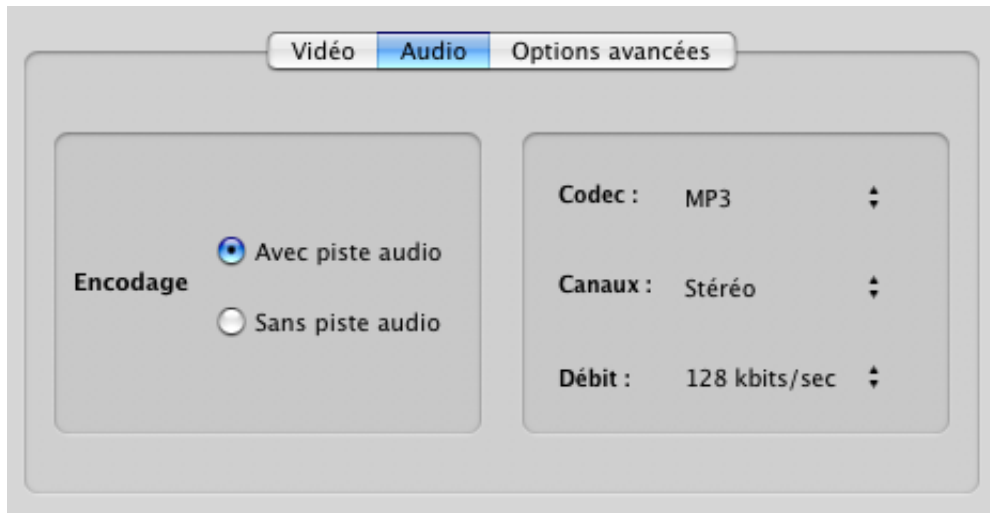 Vidéo Audio Options avancées
Encodage
Avec piste audio
Sans piste audio
Codec : MP3
Canaux : Stéréo
Débit : 128 kbits/sec